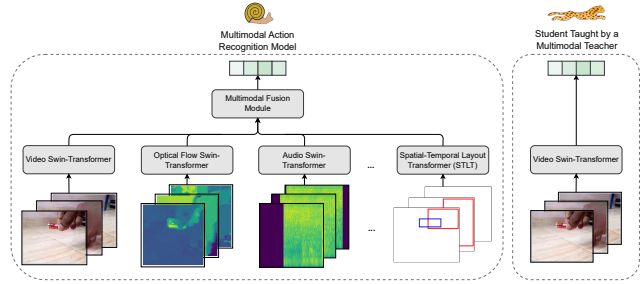 Multimodal Action
Recognition Model
Student Taught by a
Multimodal Teacher
Multimodal Fusion
Module
Video Swin-Transformer
Optical Flow Swin-
Transformer
Audio Swin-
Transformer
...
Spatial-Temporal Layout
Transformer (STLT)
Video Swin-Transformer
...